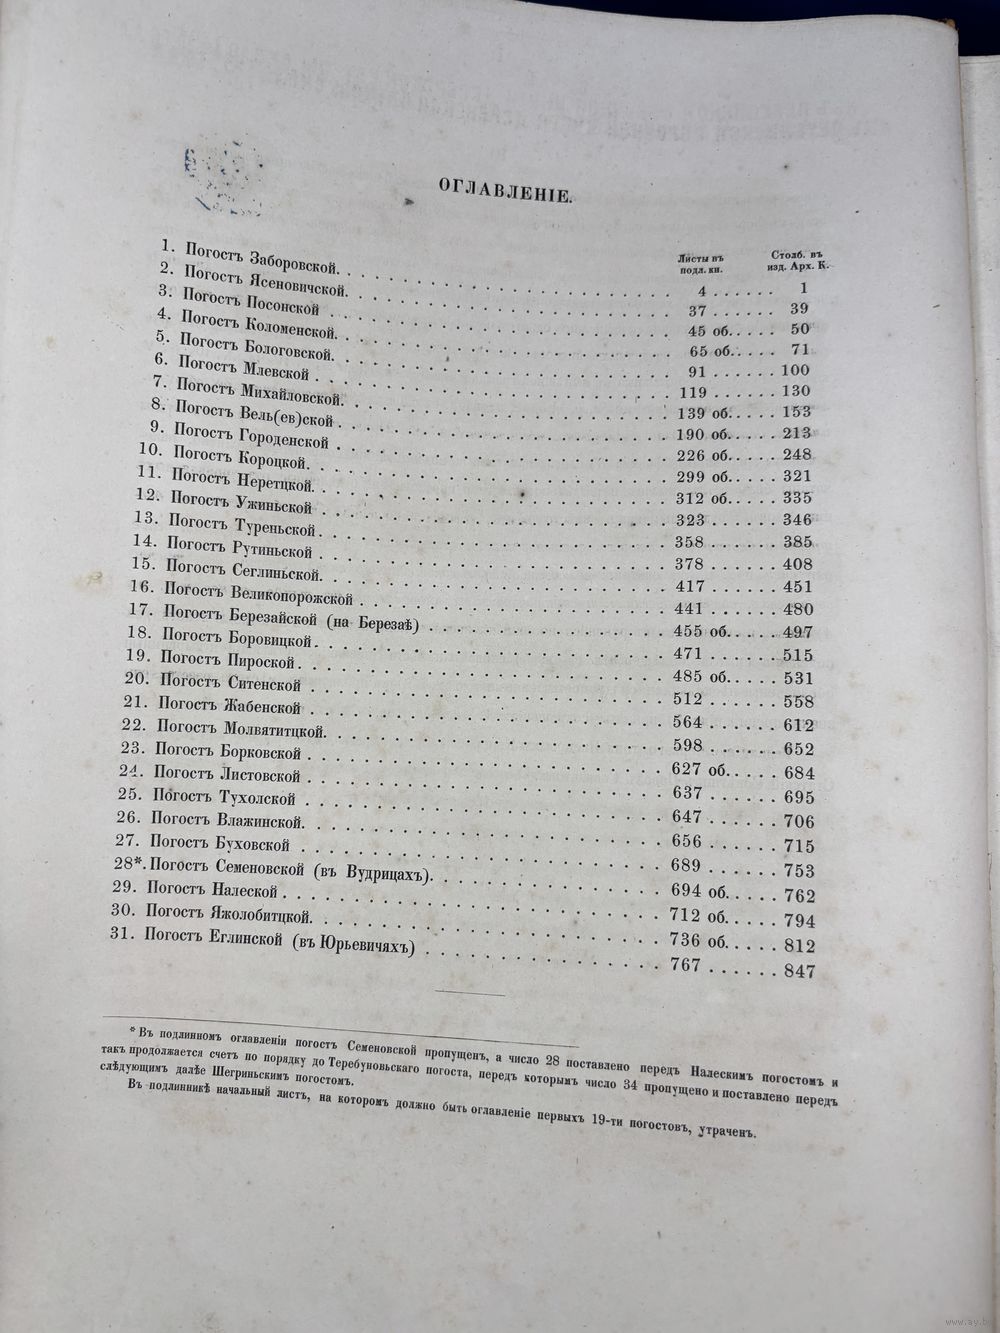 ОГЛАВЛЕНІЕ.
Листы въ подл. кн. Столб. въ изд. Арх. К.
1. Погостъ Заборовской. 4 1
2. Погостъ Ясеновичской. 37 39
3. Погостъ Посонской 45 об. 50
4. Погостъ Коломенской. 65 об. 71
5. Погостъ Бологовской. 91 100
6. Погостъ Млевской 119 130
7. Погостъ Михайловской. 139 об. 153
8. Погостъ Вель(ев)ской 190 об. 213
9. Погостъ Городенской 226 об. 248
10. Погостъ Короцкой. 299 об. 321
11. Погостъ Неретцкой. 312 об. 335
12. Погостъ Ужиньской 323 346
13. Погостъ Туреньской 358 385
14. Погостъ Рутиньской 378 408
15. Погостъ Сеглиньской. 417 451
16. Погостъ Великопорожской 441 480
17. Погостъ Березайской (на Березаѣ) 455 об. 497
18. Погостъ Боровицкой. 471 515
19. Погостъ Пироской. 485 об. 531
20. Погостъ Ситенской 512 558
21. Погостъ Жабенской 564 612
22. Погостъ Молвятитцкой. 598 652
23. Погостъ Борковской 627 об. 684
24. Погостъ Листовской 637 695
25. Погостъ Тухолской 647 706
26. Погостъ Влажинской. 656 715
27. Погостъ Буховской 689 753
28*. Погостъ Семеновской (въ Вудрицахъ). 694 об. 762
29. Погостъ Налеской 712 об. 794
30. Погостъ Яжолобитцкой. 736 об. 812
31. Погостъ Еглинской (въ Юрьевичяхъ) 767 847
* Въ подлинномъ оглавленіи погостъ Семеновской пропущенъ, а число 28 поставлено передъ Налескимъ погостомъ и
такъ продолжается счетъ по порядку до Теребуновьскаго погоста, передъ которымъ число 34 пропущено и поставлено передъ
слѣдующимъ далѣе Шегриньскимъ погостомъ.
Въ подлинникѣ начальный листъ, на которомъ должно быть оглавленіе первыхъ 19-ти погостовъ, утраченъ.